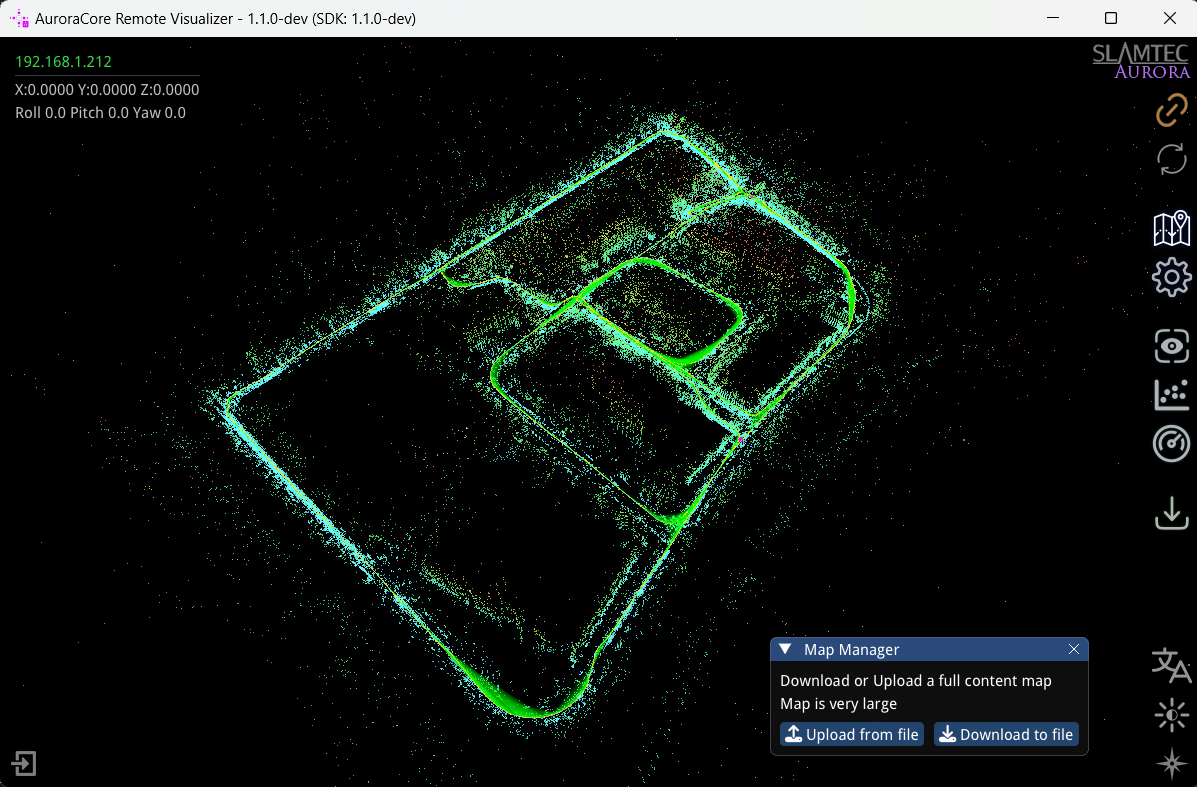 AuroraCore Remote Visualizer - 1.1.0-dev (SDK: 1.1.0-dev)
192.168.1.212
X:0.0000 Y:0.0000 Z:0.0000
Roll 0.0 Pitch 0.0 Yaw 0.0
SLAMTEC
AURORA
Map Manager
Download or Upload a full content map
Map is very large
Upload from file
Download to file
文A